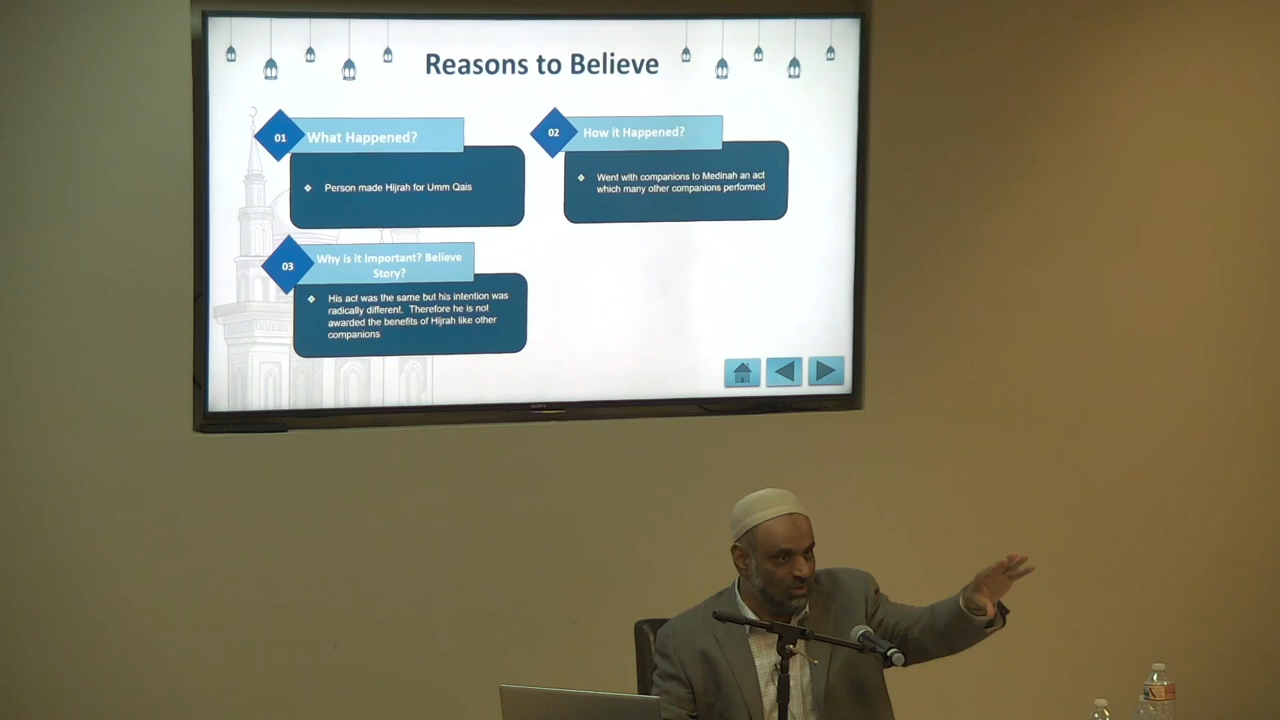 Reasons to Believe
01
What Happened?
❖ Person made Hijrah for Umm Qais
02
How it Happened?
❖ Went with companions to Medinah an act
which many other companions performed
03
Why is it Important? Believe
Story?
❖ His act was the same but his intention was
radically different. Therefore he is not
awarded the benefits of Hijrah like other
companions
SONY